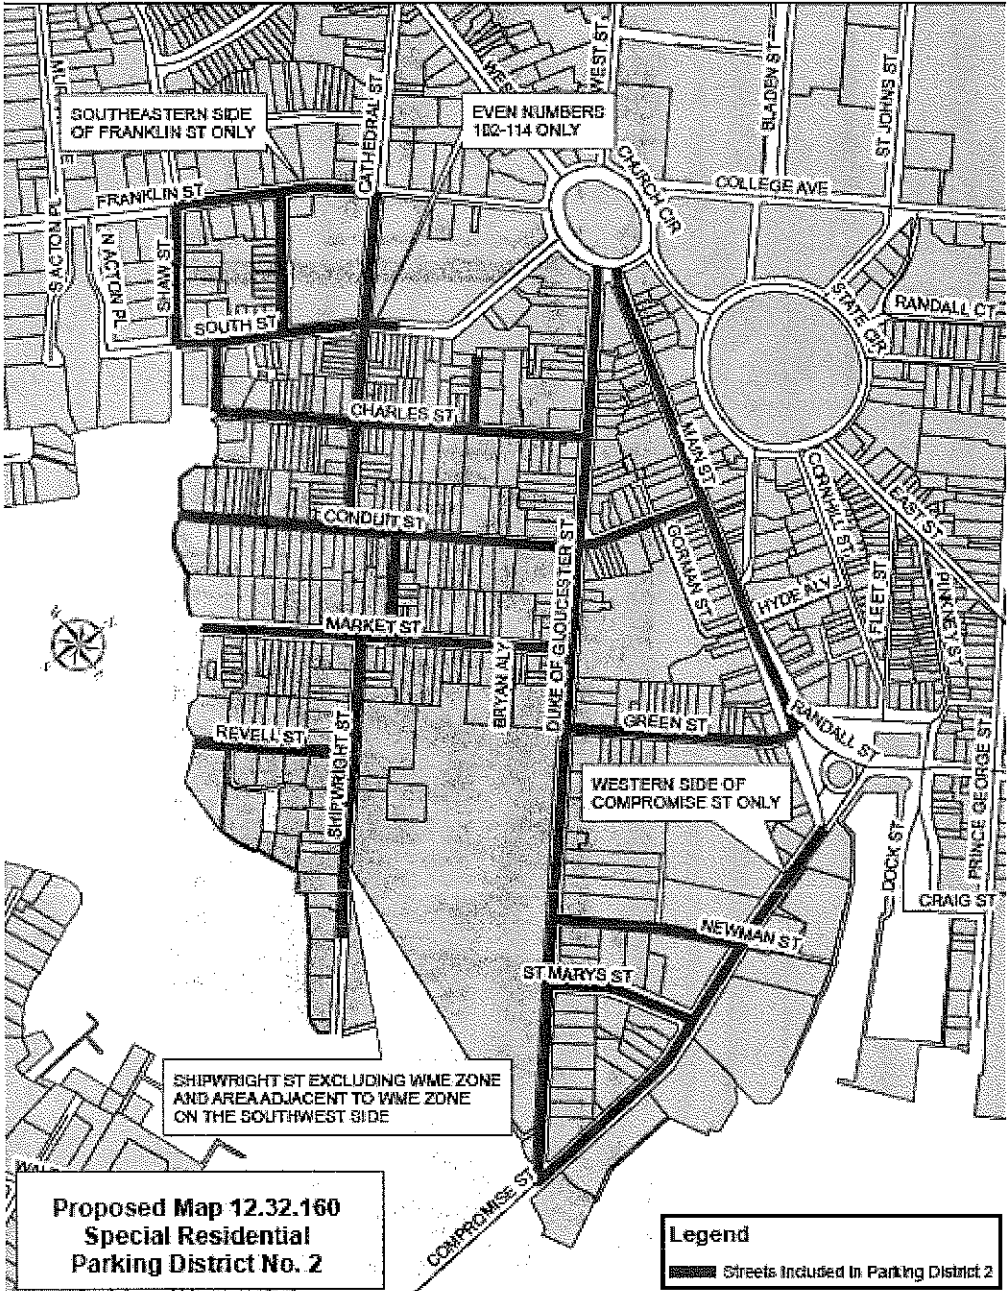 WEST ST
BLADEN ST
ST JOHNS ST
CATHEDRAL ST
SOUTHEASTERN SIDE
OF FRANKLIN ST ONLY
EVEN NUMBERS
102-114 ONLY
CHURCH CIR
COLLEGE AVE
FRANKLIN ST
S ACTON PL
N ACTON PL
SHAW ST
SOUTH ST
STATE CIR
RANDALL CT
CHARLES ST
MAIN ST
CONDUIT ST
DUKE OF GLOUCESTER ST
GORMAN ST
CORNHILL ST
EAST ST
FLEET ST
PINKNEY ST
HYDE ALY
MARKET ST
BRYAN ALY
REVELL ST
SHIPWRIGHT ST
GREEN ST
RANDALL ST
WESTERN SIDE OF
COMPROMISE ST ONLY
DOCK ST
PRINCE GEORGE ST
CRAIG ST
NEWMAN ST
ST MARYS ST
SHIPWRIGHT ST EXCLUDING WME ZONE
AND AREA ADJACENT TO WME ZONE
ON THE SOUTHWEST SIDE
COMPROMISE ST
Proposed Map 12.32.160
Special Residential
Parking District No. 2
Legend
Streets Included In Parking District 2